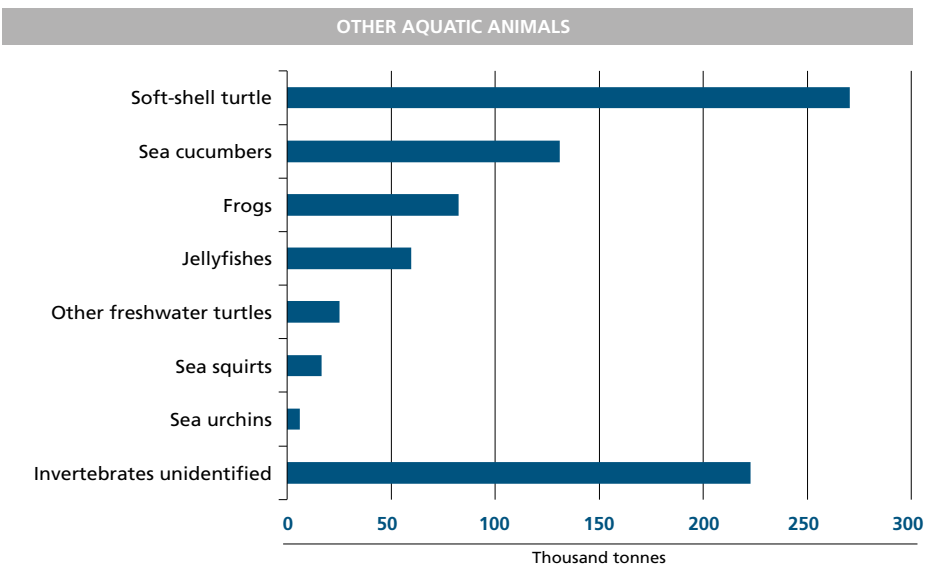 OTHER AQUATIC ANIMALS
Soft-shell turtle
Sea cucumbers
Frogs
Jellyfishes
Other freshwater turtles
Sea squirts
Sea urchins
Invertebrates unidentified
0 50 100 150 200 250 300
Thousand tonnes